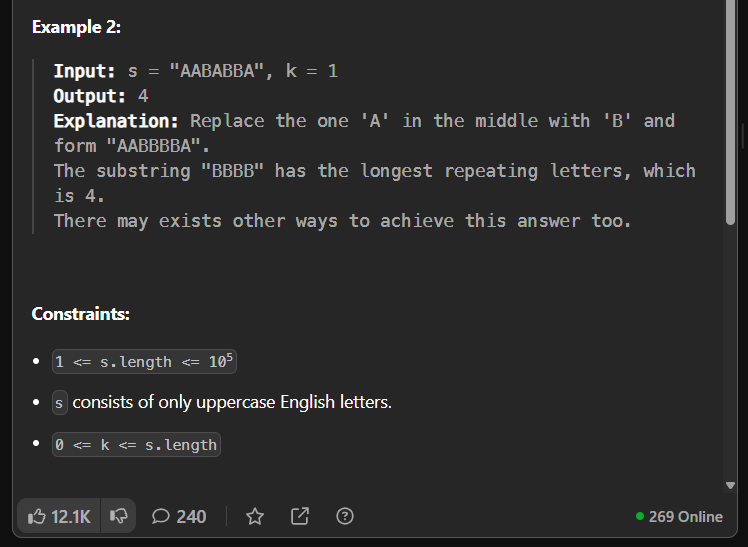 Example 2:
Input: s = "AABABBA", k = 1
Output: 4
Explanation: Replace the one 'A' in the middle with 'B' and
form "AABBBBA".
The substring "BBBB" has the longest repeating letters, which
is 4.
There may exists other ways to achieve this answer too.
Constraints:
• 1 <= s.length <= 10⁵
• s consists of only uppercase English letters.
• 0 <= k <= s.length
12.1K 240 269 Online